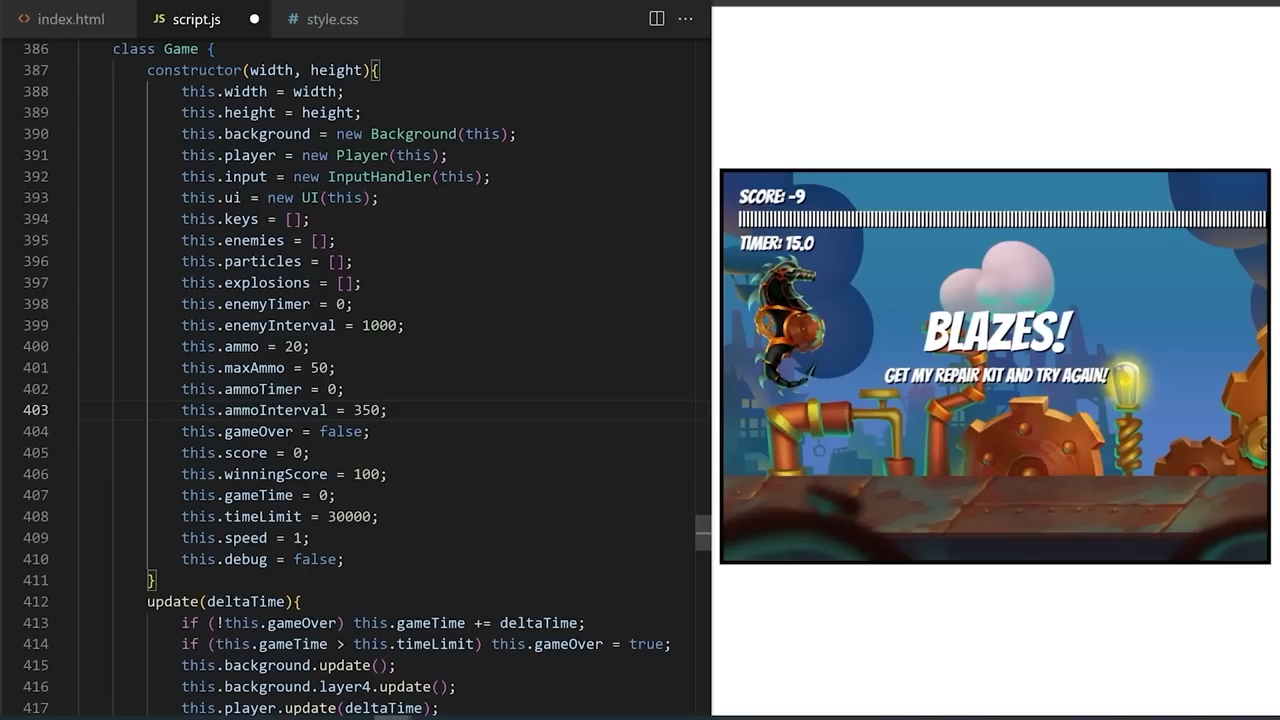 index.html
JS script.js
# style.css
386 class Game {
387 constructor(width, height){
388 this.width = width;
389 this.height = height;
390 this.background = new Background(this);
391 this.player = new Player(this);
392 this.input = new InputHandler(this);
393 this.ui = new UI(this);
394 this.keys = [];
395 this.enemies = [];
396 this.particles = [];
397 this.explosions = [];
398 this.enemyTimer = 0;
399 this.enemyInterval = 1000;
400 this.ammo = 20;
401 this.maxAmmo = 50;
402 this.ammoTimer = 0;
403 this.ammoInterval = 350;
404 this.gameOver = false;
405 this.score = 0;
406 this.winningScore = 100;
407 this.gameTime = 0;
408 this.timeLimit = 30000;
409 this.speed = 1;
410 this.debug = false;
411 }
412 update(deltaTime){
413 if (!this.gameOver) this.gameTime += deltaTime;
414 if (this.gameTime > this.timeLimit) this.gameOver = true;
415 this.background.update();
416 this.background.layer4.update();
417 this.player.update(deltaTime);
SCORE: -9
TIMER: 15.0
BLAZES!
GET MY REPAIR KIT AND TRY AGAIN!